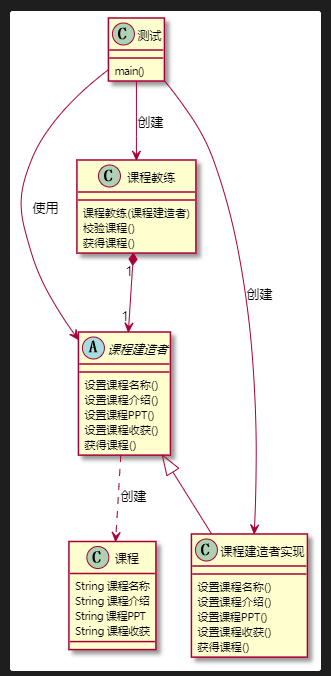 C 测试
main()
创建
C 课程教练
课程教练(课程建造者)
校验课程()
获得课程()
使用
1
创建
1
A 课程建造者
设置课程名称()
设置课程介绍()
设置课程PPT()
设置课程收获()
获得课程()
创建
C 课程
String 课程名称
String 课程介绍
String 课程PPT
String 课程收获
C 课程建造者实现
设置课程名称()
设置课程介绍()
设置课程PPT()
设置课程收获()
获得课程()